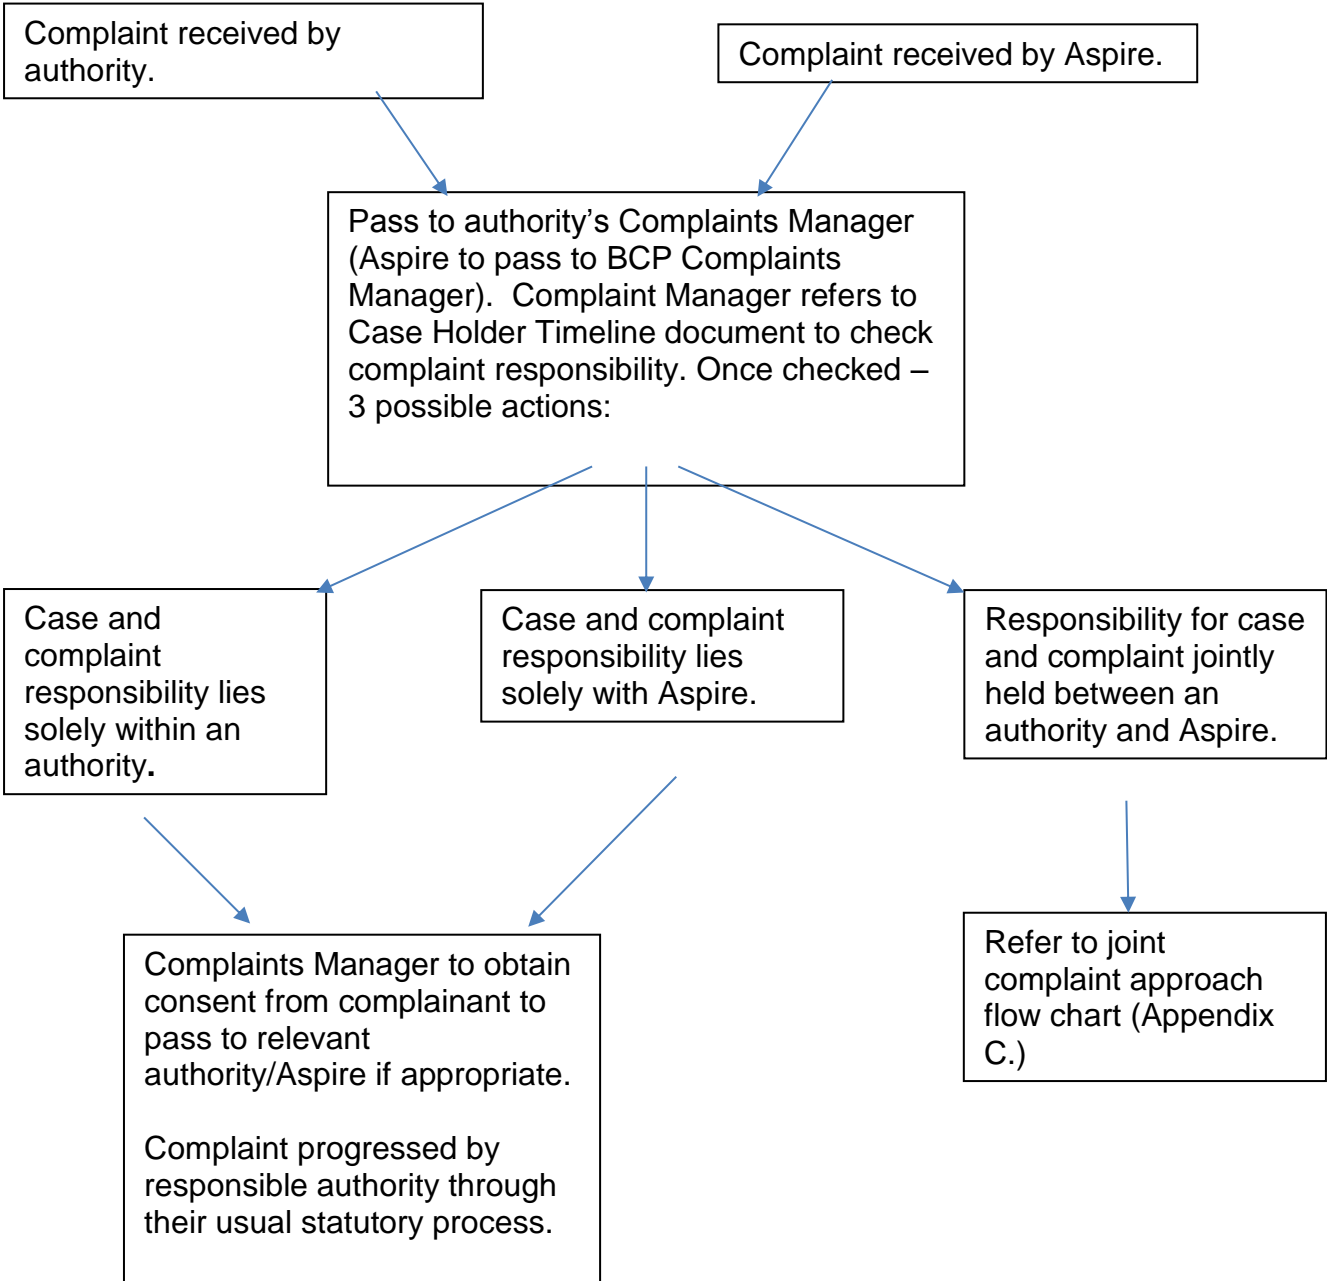 Complaint received by
authority.
Complaint received by Aspire.
Pass to authority’s Complaints Manager
(Aspire to pass to BCP Complaints
Manager).  Complaint Manager refers to
Case Holder Timeline document to check
complaint responsibility. Once checked –
3 possible actions:
Case and
complaint
responsibility lies
solely within an
authority.
Case and complaint
responsibility lies
solely with Aspire.
Responsibility for case
and complaint jointly
held between an
authority and Aspire.
Complaints Manager to obtain
consent from complainant to
pass to relevant
authority/Aspire if appropriate.
Complaint progressed by
responsible authority through
their usual statutory process.
Refer to joint
complaint approach
flow chart (Appendix
C.)